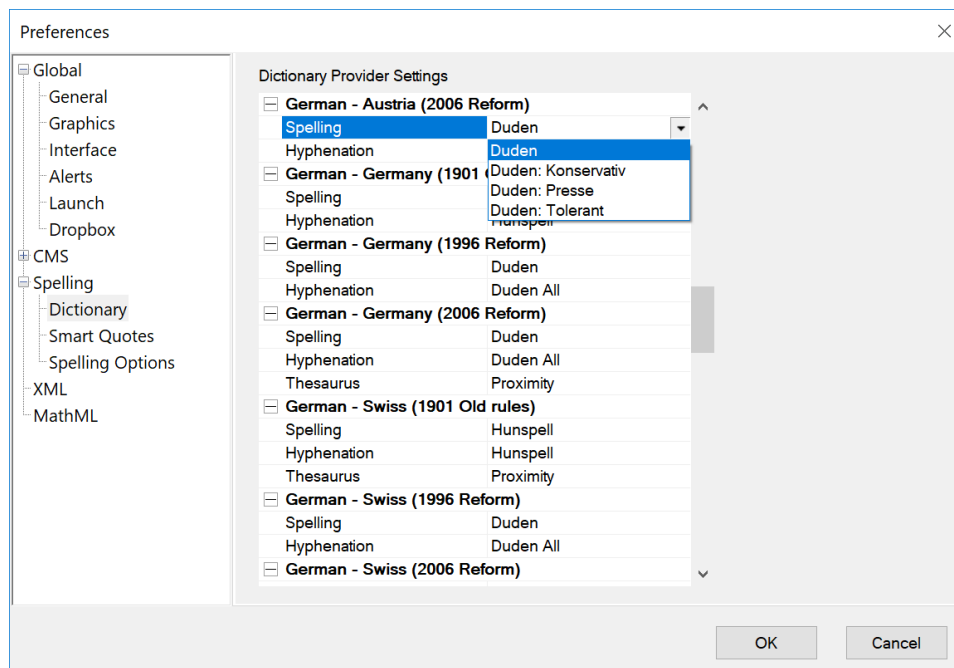 Preferences
Global
General
Graphics
Interface
Alerts
Launch
Dropbox
CMS
Spelling
Dictionary
Smart Quotes
Spelling Options
XML
MathML
Dictionary Provider Settings
German - Austria (2006 Reform)
Spelling Duden
Hyphenation
Duden
Duden: Konservativ
Duden: Presse
Duden: Tolerant
German - Germany (1901
Spelling
Hyphenation Hunspell
German - Germany (1996 Reform)
Spelling Duden
Hyphenation Duden All
German - Germany (2006 Reform)
Spelling Duden
Hyphenation Duden All
Thesaurus Proximity
German - Swiss (1901 Old rules)
Spelling Hunspell
Hyphenation Hunspell
Thesaurus Proximity
German - Swiss (1996 Reform)
Spelling Duden
Hyphenation Duden All
German - Swiss (2006 Reform)
OK Cancel